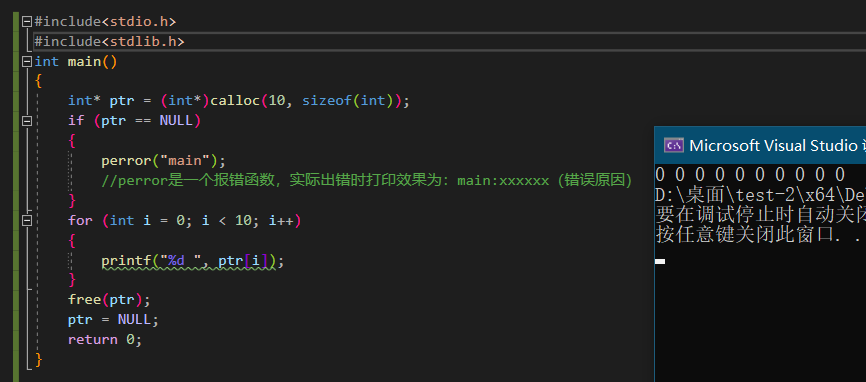 #include<stdio.h>
#include<stdlib.h>
int main()
{
int* ptr = (int*)calloc(10, sizeof(int));
if (ptr == NULL)
{
perror("main");
//perror是一个报错函数，实际出错时打印效果为：main:xxxxxx（错误原因）
}
for (int i = 0; i < 10; i++)
{
printf("%d ", ptr[i]);
}
free(ptr);
ptr = NULL;
return 0;
}
Microsoft Visual Studio
0 0 0 0 0 0 0 0 0 0
D:\桌面\test-2\x64\De
要在调试停止时自动关闭
按任意键关闭此窗口. .